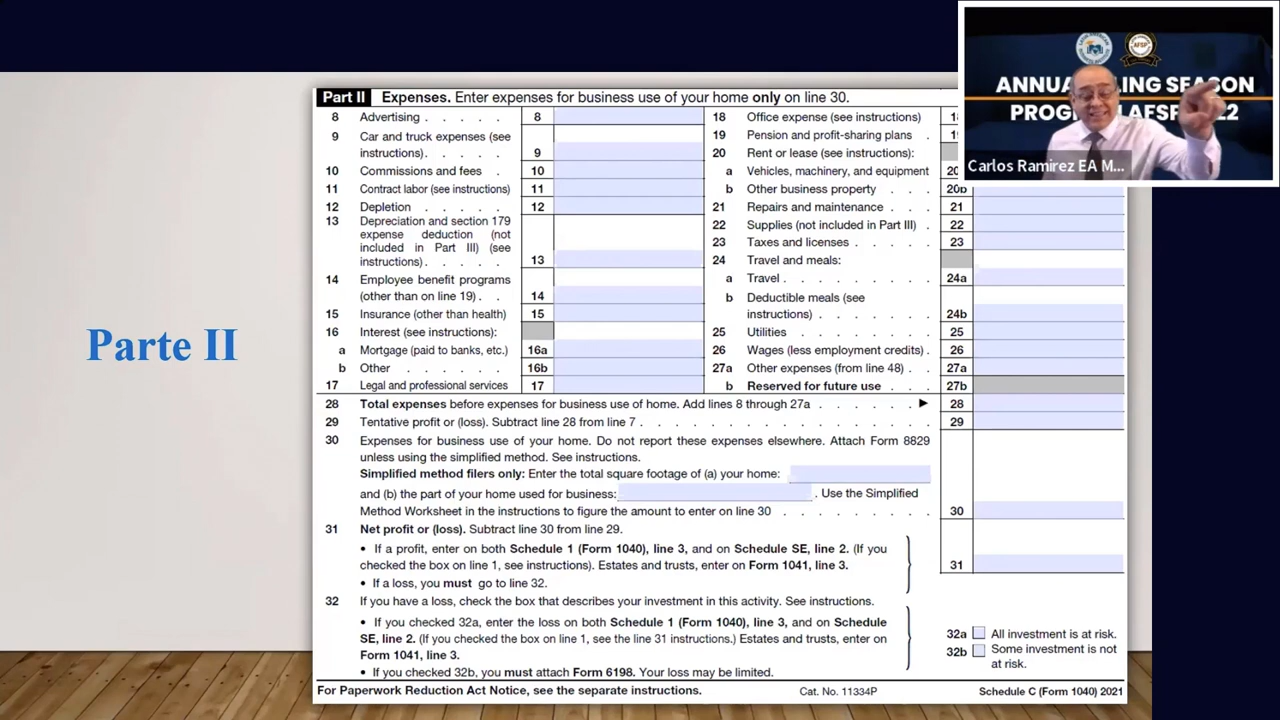 Parte II
Part II Expenses. Enter expenses for business use of your home only on line 30.
8 Advertising . . . . . 8
9 Car and truck expenses (see
instructions). . . . . 9
10 Commissions and fees . 10
11 Contract labor (see instructions) 11
12 Depletion . . . . . 12
13 Depreciation and section 179
expense deduction (not
included in Part III) (see
instructions). . . . . 13
14 Employee benefit programs
(other than on line 19) . . 14
15 Insurance (other than health) 15
16 Interest (see instructions):
a Mortgage (paid to banks, etc.) 16a
b Other . . . . . . 16b
17 Legal and professional services 17
18 Office expense (see instructions)
19 Pension and profit-sharing plans .
20 Rent or lease (see instructions):
a Vehicles, machinery, and equipment
b Other business property . . . 20b
21 Repairs and maintenance . . . 21
22 Supplies (not included in Part III) . 22
23 Taxes and licenses . . . . . 23
24 Travel and meals:
a Travel . . . . . . . . . 24a
b Deductible meals (see
instructions) . . . . . . . 24b
25 Utilities . . . . . . . . 25
26 Wages (less employment credits) . 26
27a Other expenses (from line 48) . . 27a
b Reserved for future use . . . 27b
28 Total expenses before expenses for business use of home. Add lines 8 through 27a . . . . . . ▶ 28
29 Tentative profit or (loss). Subtract line 28 from line 7 . . . . . . . . . . . . . . . 29
30 Expenses for business use of your home. Do not report these expenses elsewhere. Attach Form 8829
unless using the simplified method. See instructions.
Simplified method filers only: Enter the total square footage of (a) your home:
and (b) the part of your home used for business: . Use the Simplified
Method Worksheet in the instructions to figure the amount to enter on line 30 . . . . . . . . 30
31 Net profit or (loss). Subtract line 30 from line 29.
• If a profit, enter on both Schedule 1 (Form 1040), line 3, and on Schedule SE, line 2. (If you
checked the box on line 1, see instructions). Estates and trusts, enter on Form 1041, line 3. 31
• If a loss, you must go to line 32.
32 If you have a loss, check the box that describes your investment in this activity. See instructions.
• If you checked 32a, enter the loss on both Schedule 1 (Form 1040), line 3, and on Schedule
SE, line 2. (If you checked the box on line 1, see the line 31 instructions.) Estates and trusts, enter on
Form 1041, line 3.
• If you checked 32b, you must attach Form 6198. Your loss may be limited.
32a All investment is at risk.
32b Some investment is not
at risk.
For Paperwork Reduction Act Notice, see the separate instructions. Cat. No. 11334P Schedule C (Form 1040) 2021
AFSP
SEASON
Carlos Ramirez EA M...